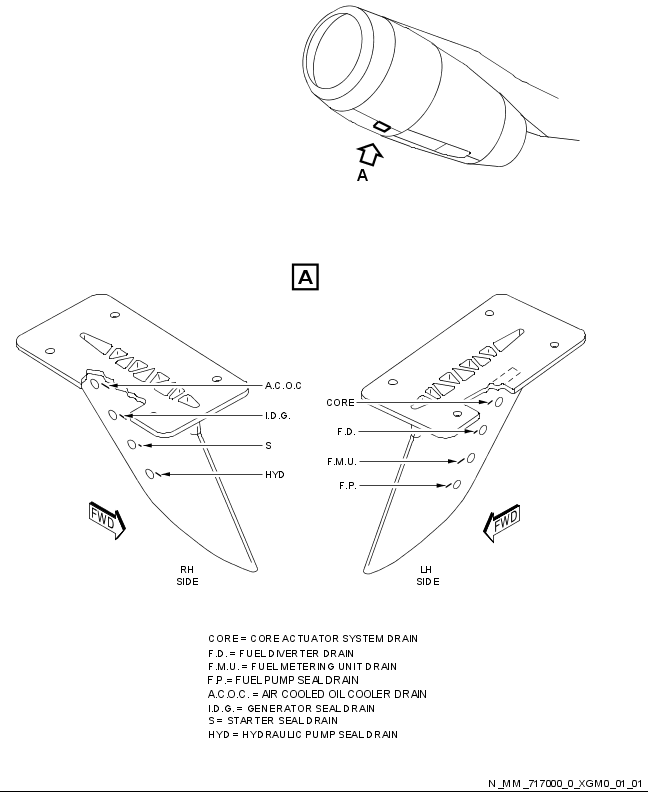 A
A
A.C.O.C
I.D.G.
S
HYD
FWD
RH
SIDE
CORE
F.D.
F.M.U.
F.P.
FWD
LH
SIDE
CORE = CORE ACTUATOR SYSTEM DRAIN
F.D. = FUEL DIVERTER DRAIN
F.M.U. = FUEL METERING UNIT DRAIN
F.P.= FUEL PUMP SEAL DRAIN
A.C.O.C. = AIR COOLED OIL COOLER DRAIN
I.D.G.= GENERATOR SEAL DRAIN
S = STARTER SEAL DRAIN
HYD = HYDRAULIC PUMP SEAL DRAIN
N_MM_717000_0_XGM0_01_01